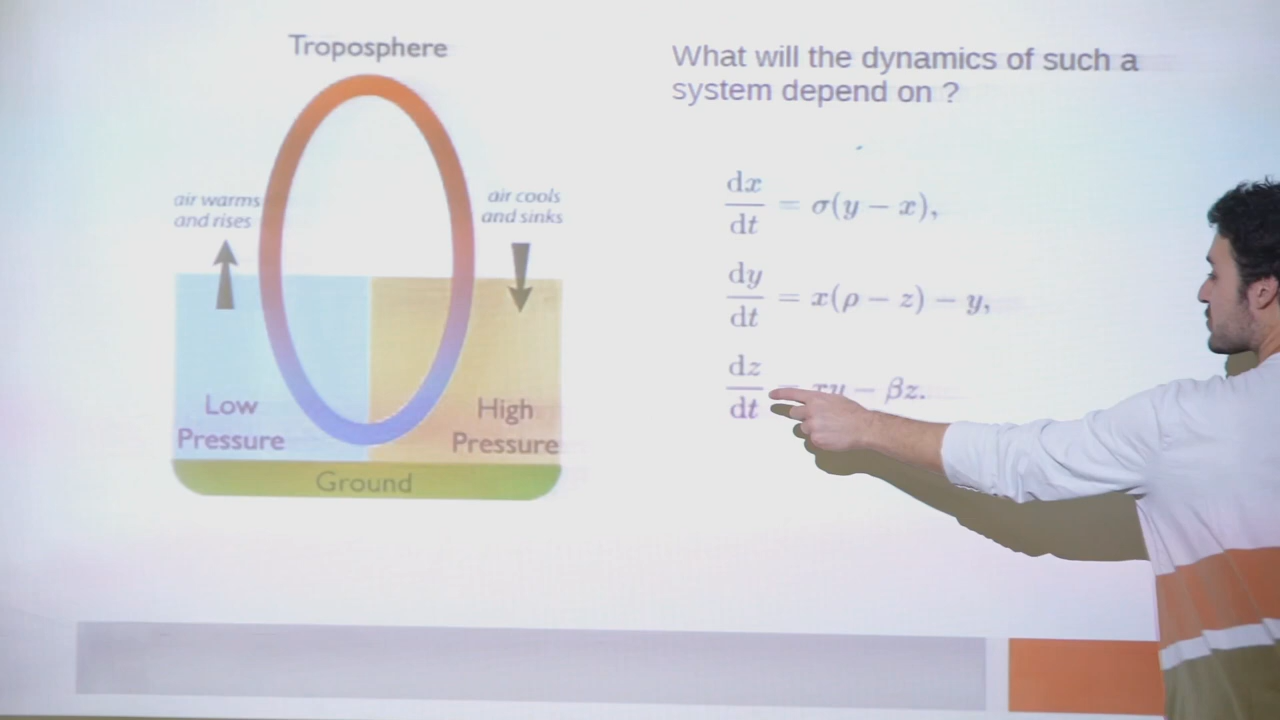 Troposphere
air warms
and rises
air cools
and sinks
Low
Pressure
High
Pressure
Ground
What will the dynamics of such a
system depend on ?
dx/dt = σ(y − x),
dy/dt = x(ρ − z) − y,
dz/dt = xy − βz.